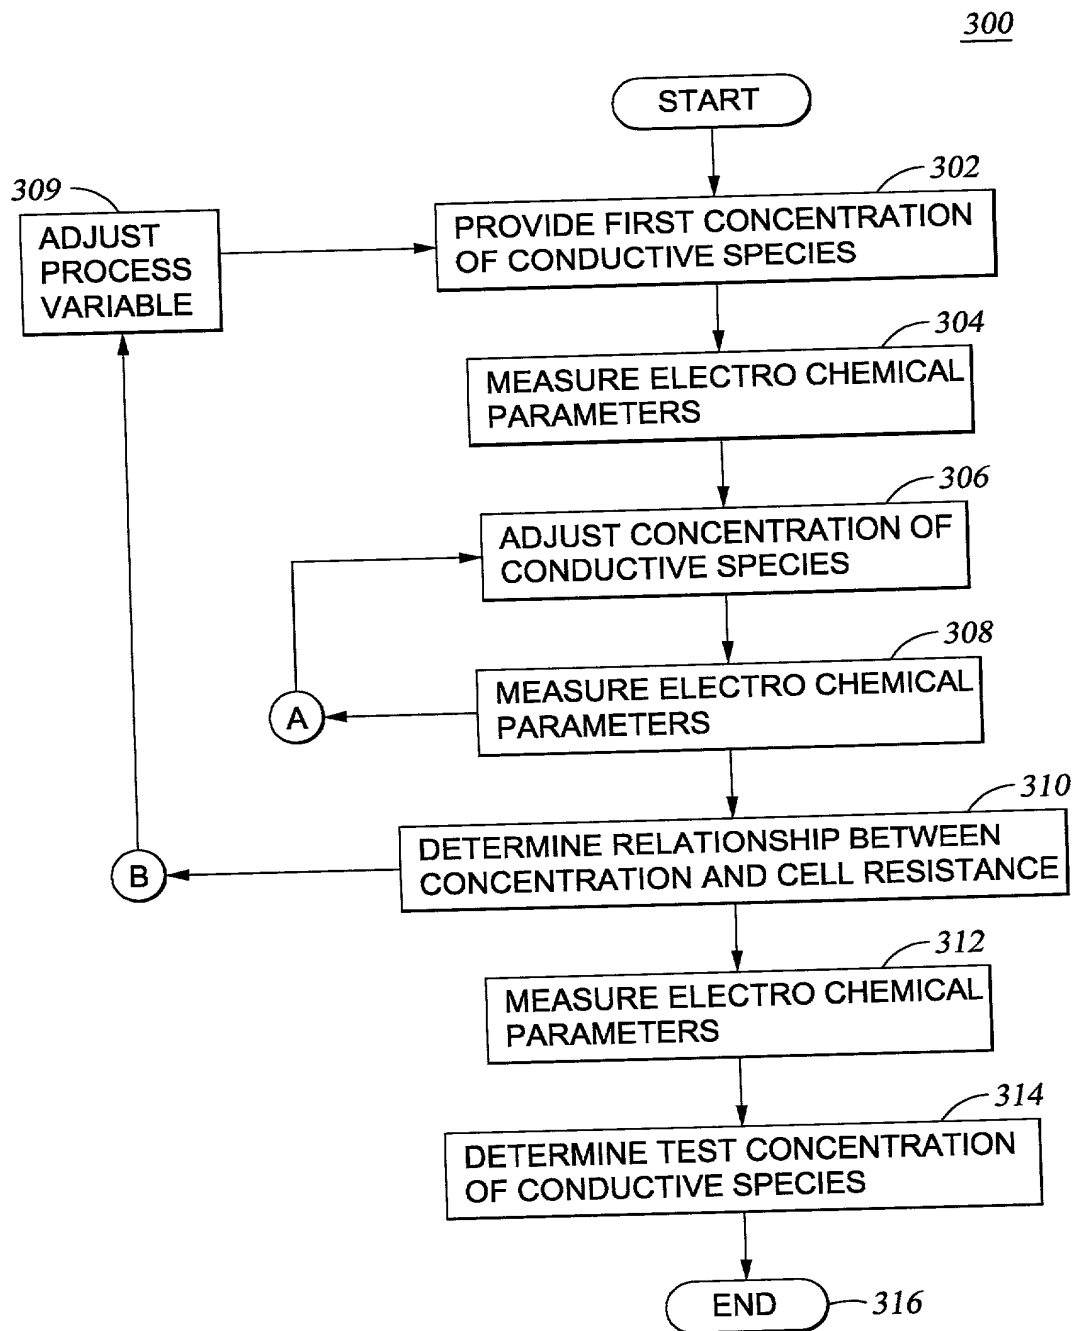 300
START
302
PROVIDE FIRST CONCENTRATION
OF CONDUCTIVE SPECIES
309
ADJUST
PROCESS
VARIABLE
304
MEASURE ELECTRO CHEMICAL
PARAMETERS
306
ADJUST CONCENTRATION OF
CONDUCTIVE SPECIES
308
MEASURE ELECTRO CHEMICAL
PARAMETERS
A
310
DETERMINE RELATIONSHIP BETWEEN
CONCENTRATION AND CELL RESISTANCE
B
312
MEASURE ELECTRO CHEMICAL
PARAMETERS
314
DETERMINE TEST CONCENTRATION
OF CONDUCTIVE SPECIES
END
316